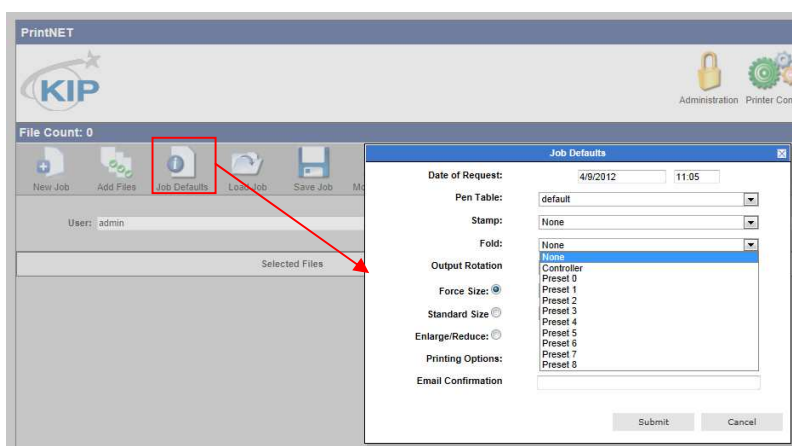 PrintNET
KIP
Administration Printer Con
File Count: 0
New Job Add Files Job Defaults Load Job Save Job Mo
User: admin
Selected Files
Job Defaults
Date of Request: 4/9/2012 11:05
Pen Table: default
Stamp: None
Fold: None
None
Controller
Preset 0
Preset 1
Preset 2
Preset 3
Preset 4
Preset 5
Preset 6
Preset 7
Preset 8
Output Rotation
Force Size:
Standard Size
Enlarge/Reduce:
Printing Options:
Email Confirmation
Submit Cancel